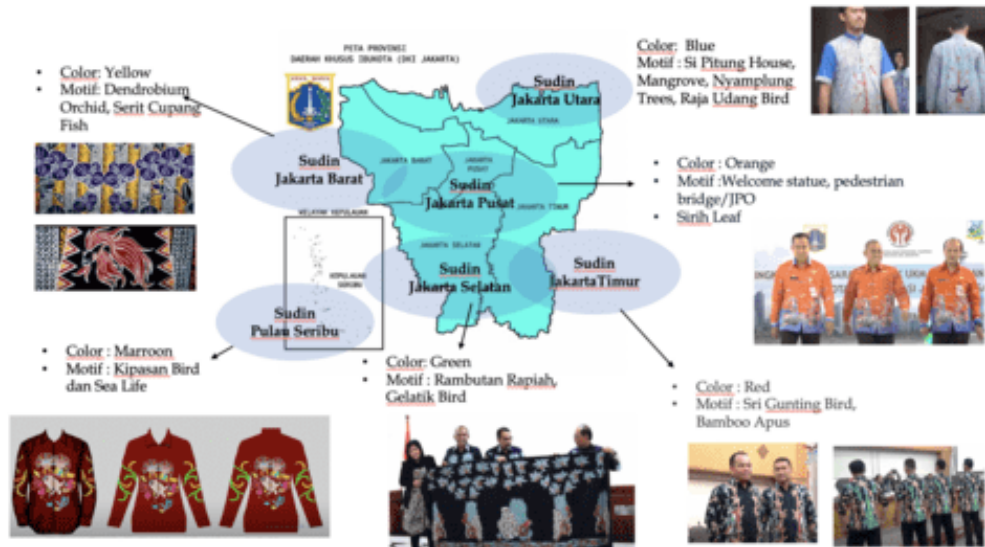 PETA PROVINSI
DAERAH KHUSUS IBUKOTA (DKI JAKARTA)
• Color: Yellow
• Motif: Dendrobium
Orchid, Serit Cupang
Fish
Sudin
Jakarta Utara
JAKARTA UTARA
Color: Blue
Motif : Si Pitung House,
Mangrove, Nyamplung
Trees, Raja Udang Bird
Sudin
Jakarta Barat
JAKARTA BARAT
JAKARTA
PUSAT
Sudin
Jakarta Pusat
JAKARTA TIMUR
• Color : Orange
• Motif :Welcome statue, pedestrian
bridge/JPO
• Sirih Leaf
WILAYAH KEPULAUAN
KEPULAUAN
SERIBU
JAKARTA SELATAN
Sudin
Jakarta Selatan
Sudin
JakartaTimur
Sudin
Pulau Seribu
• Color : Marroon
• Motif : Kipasan Bird
dan Sea Life
• Color: Green
• Motif : Rambutan Rapiah,
Gelatik Bird
• Color : Red
• Motif : Sri Gunting Bird,
Bamboo Apus